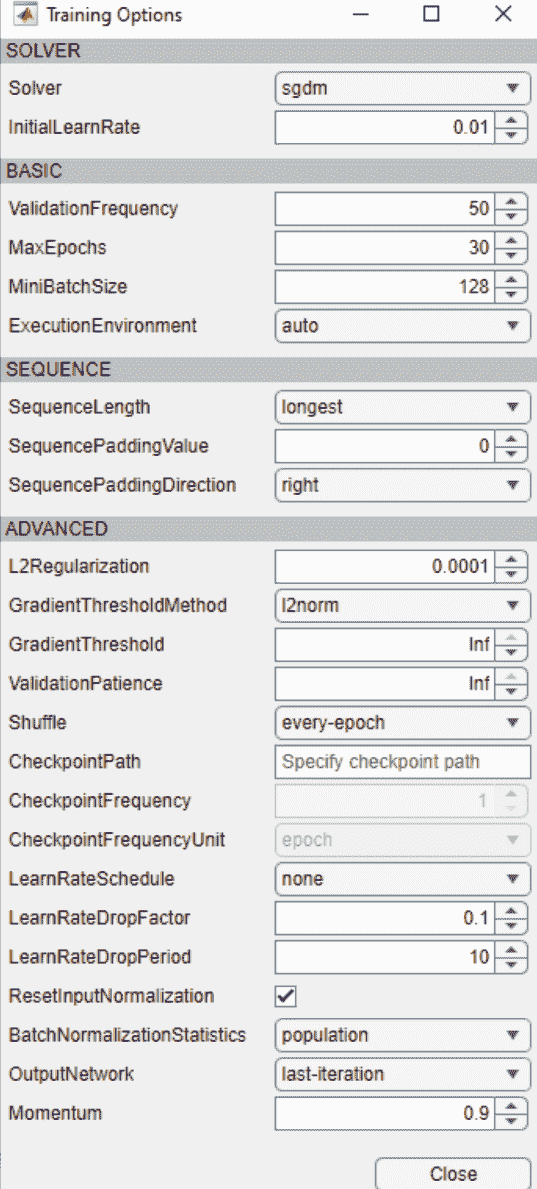 Training Options
SOLVER
Solver sgdm
InitialLearnRate 0.01
BASIC
ValidationFrequency 50
MaxEpochs 30
MiniBatchSize 128
ExecutionEnvironment auto
SEQUENCE
SequenceLength longest
SequencePaddingValue 0
SequencePaddingDirection right
ADVANCED
L2Regularization 0.0001
GradientThresholdMethod l2norm
GradientThreshold Inf
ValidationPatience Inf
Shuffle every-epoch
CheckpointPath Specify checkpoint path
CheckpointFrequency 1
CheckpointFrequencyUnit epoch
LearnRateSchedule none
LearnRateDropFactor 0.1
LearnRateDropPeriod 10
ResetInputNormalization
BatchNormalizationStatistics population
OutputNetwork last-iteration
Momentum 0.9
Close